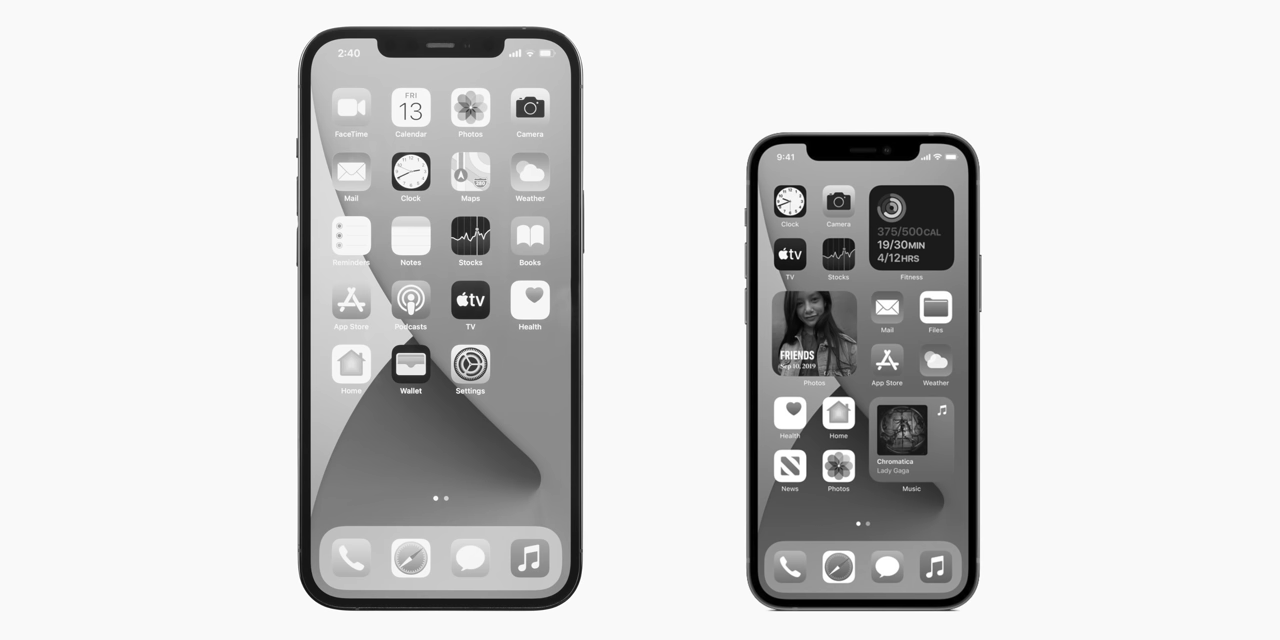 2:40
FRI
13
FaceTime
Calendar
Photos
Camera
Mail
Clock
Maps
280
Weather
Reminders
Notes
Stocks
Books
App Store
Podcasts
tv
TV
Health
Home
Wallet
Settings
9:41
Clock
Camera
375/500CAL
19/30MIN
4/12HRS
tv
TV
Stocks
Fitness
FRIENDS
Sep 10, 2019
Photos
Mail
Files
App Store
Weather
Health
Home
Chromatica
Lady Gaga
News
Photos
Music